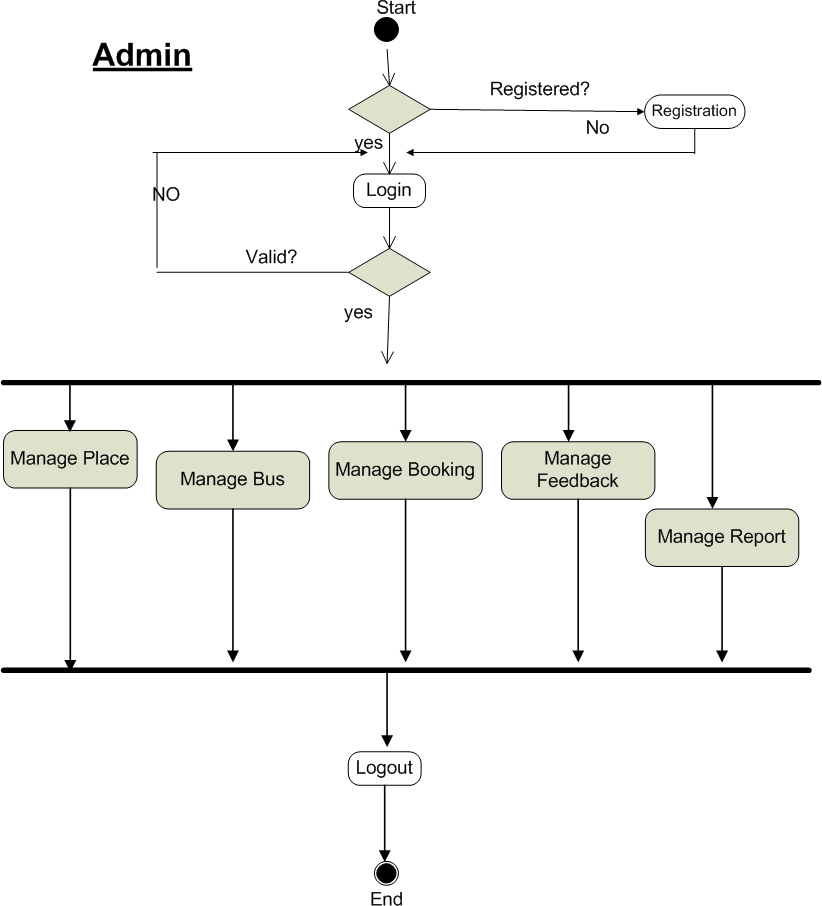 Start
Admin
Registered?
Registration
No
yes
NO
Login
Valid?
yes
Manage Place
Manage Bus
Manage Booking
Manage
Feedback
Manage Report
Logout
End